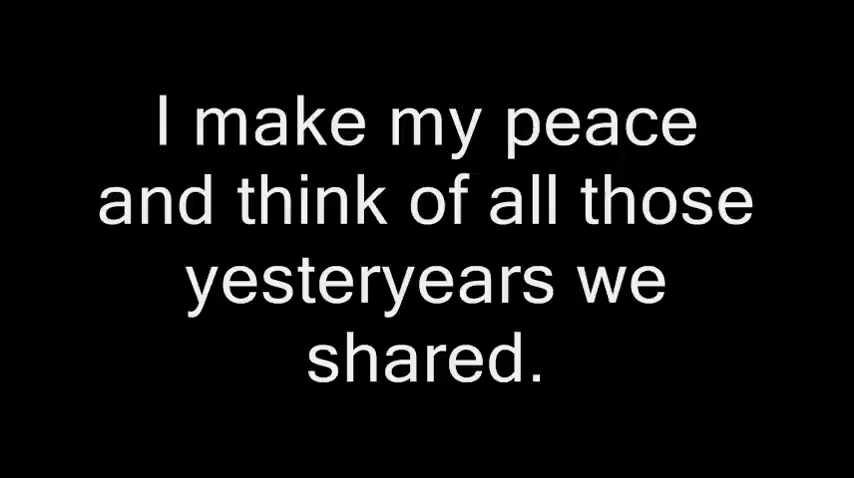 I make my peace
and think of all those
yesteryears we
shared.